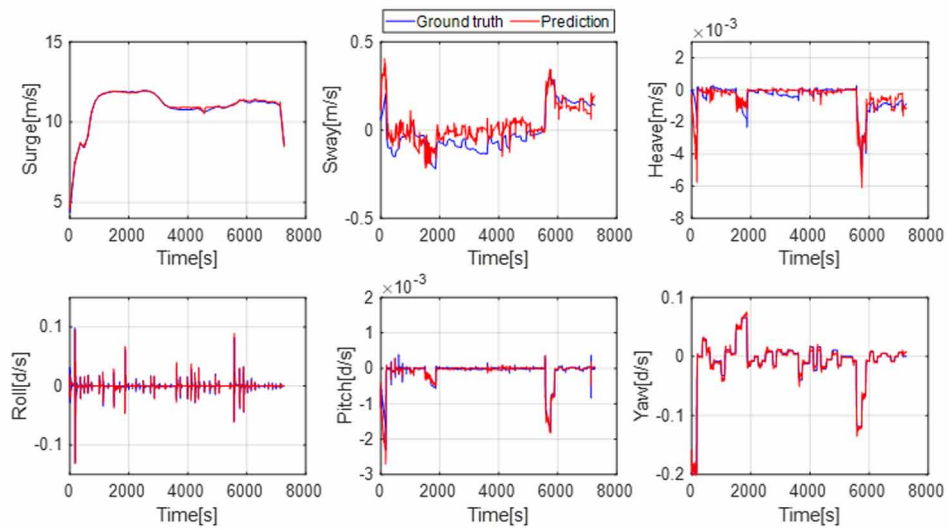 Ground truth Prediction
×10⁻³
15
10
5
Surge[m/s]
0 2000 4000 6000 8000
Time[s]
0.5
0
-0.5
Sway[m/s]
0 2000 4000 6000 8000
Time[s]
2
0
-2
-4
-6
-8
Heave[m/s]
0 2000 4000 6000 8000
Time[s]
0.1
0
-0.1
Roll[d/s]
0 2000 4000 6000 8000
Time[s]
×10⁻³
2
1
0
-1
-2
-3
Pitch[d/s]
0 2000 4000 6000 8000
Time[s]
0.1
0
-0.1
-0.2
Yaw[d/s]
0 2000 4000 6000 8000
Time[s]